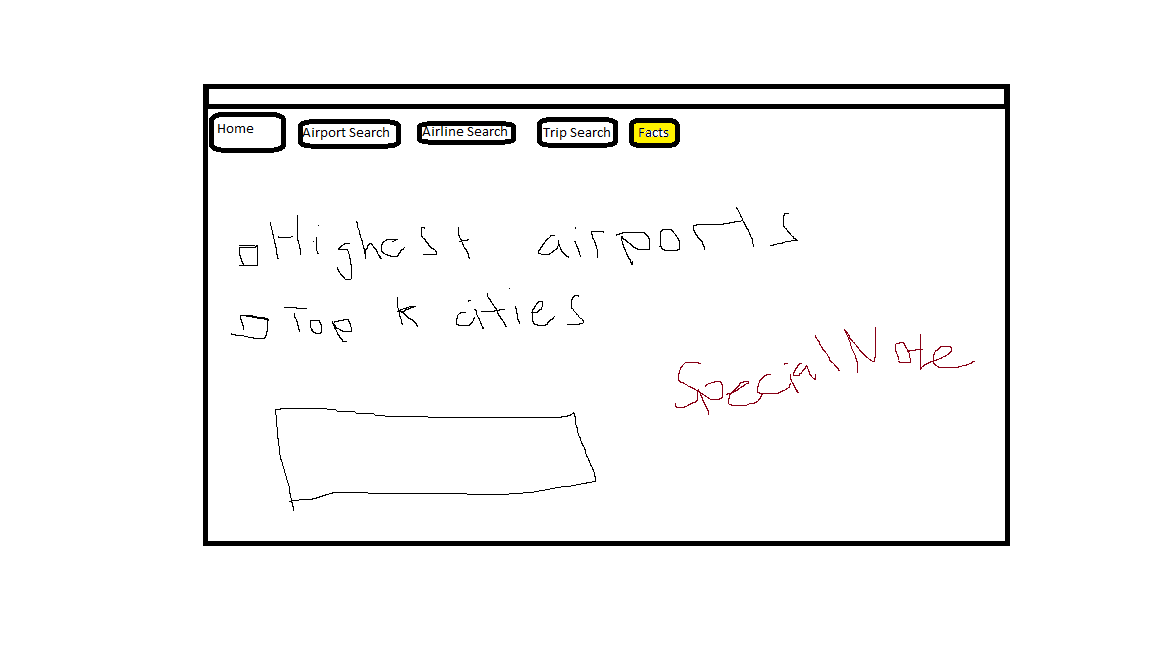 Home Airport Search Airline Search Trip Search Facts
Highest airports
Top k cities
Special Note